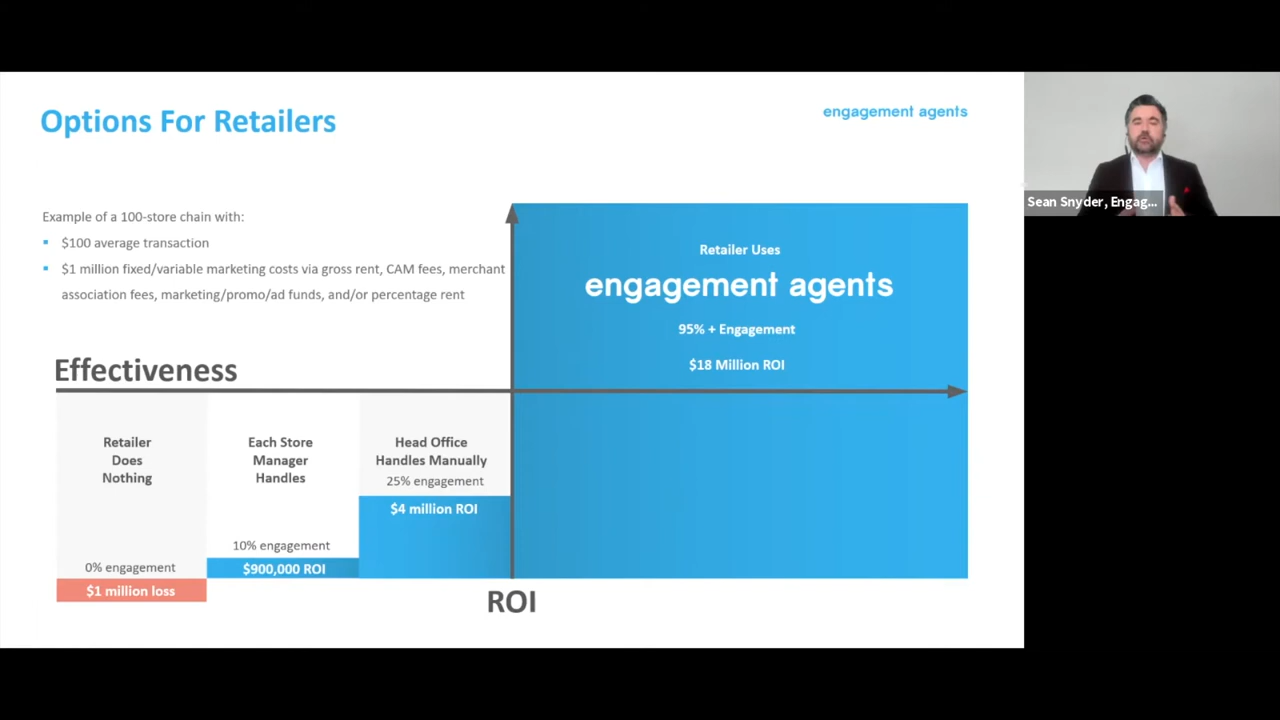 Options For Retailers
engagement agents
Sean Snyder, Engag...
Example of a 100-store chain with:
▪ $100 average transaction
▪ $1 million fixed/variable marketing costs via gross rent, CAM fees, merchant
association fees, marketing/promo/ad funds, and/or percentage rent
Retailer Uses
engagement agents
95% + Engagement
$18 Million ROI
Effectiveness
Retailer
Does
Nothing
0% engagement
$1 million loss
Each Store
Manager
Handles
10% engagement
$900,000 ROI
Head Office
Handles Manually
25% engagement
$4 million ROI
ROI